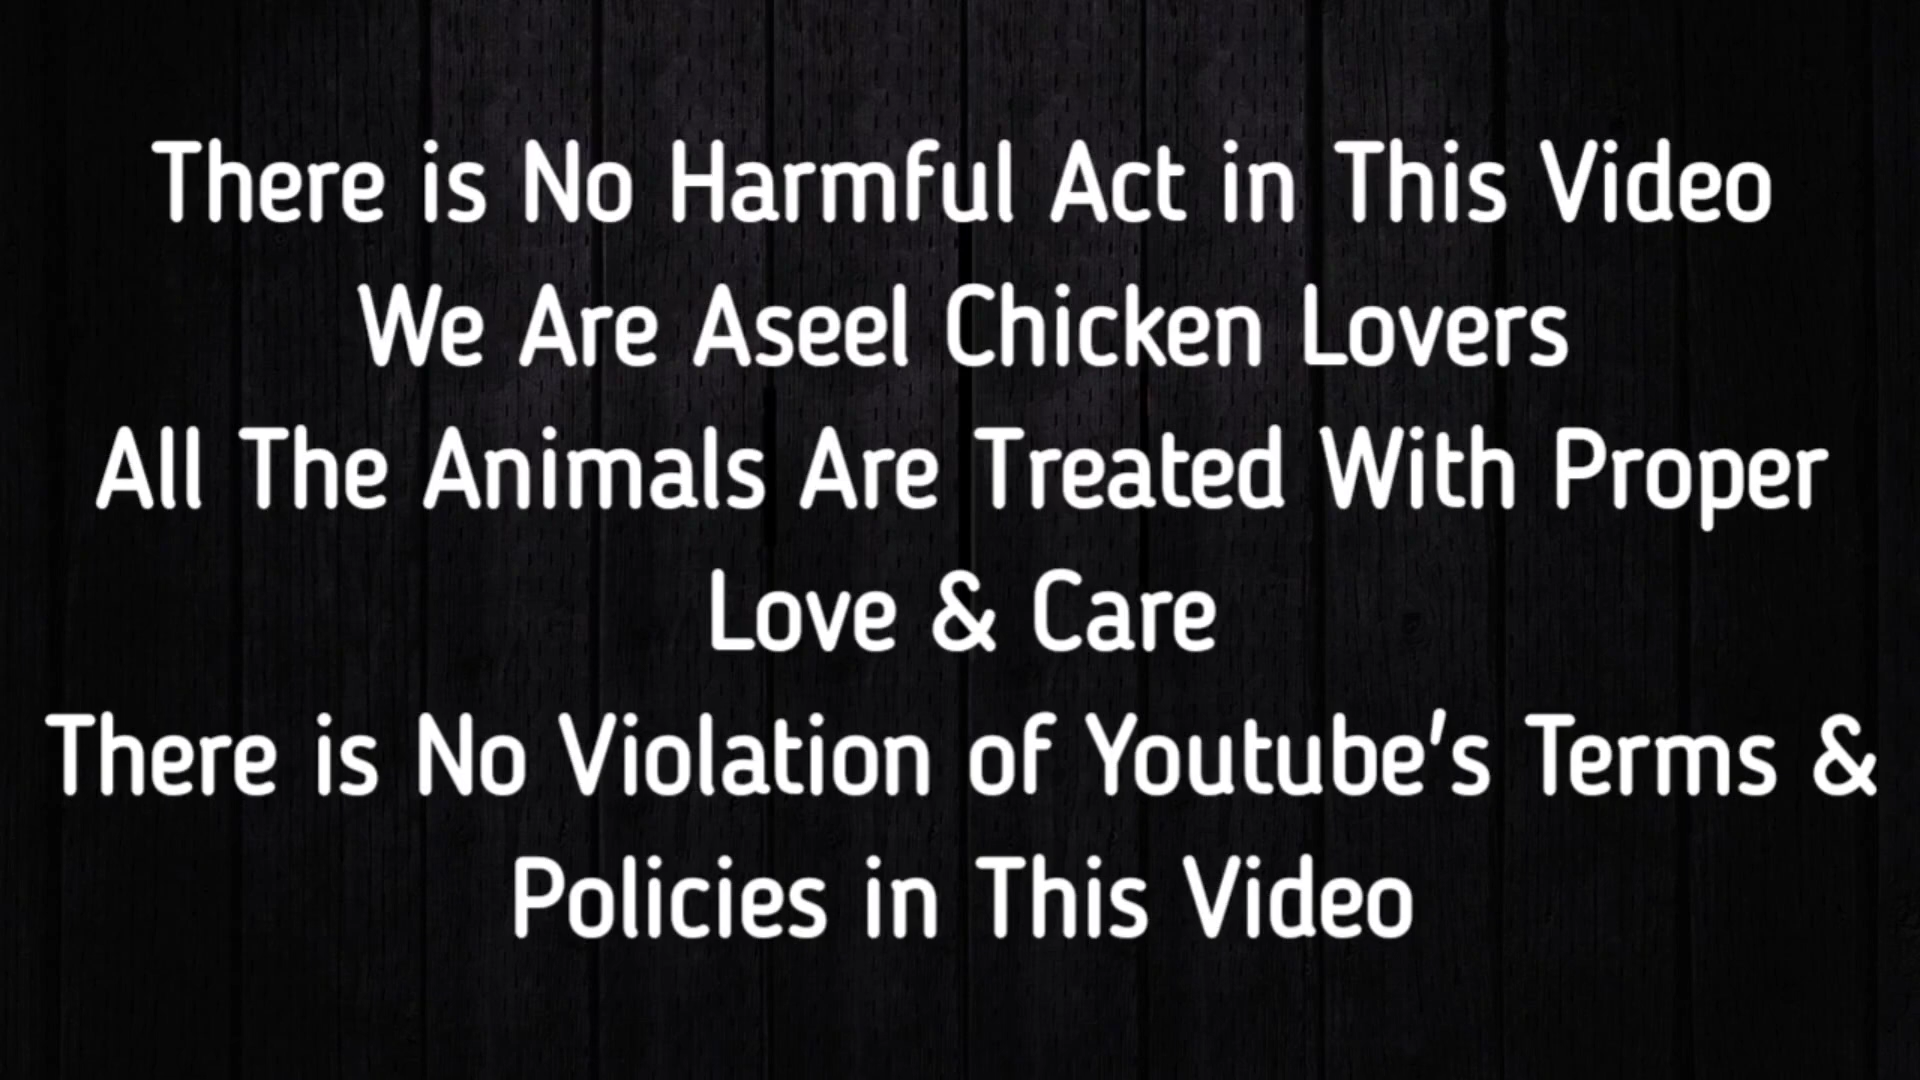 There is No Harmful Act in This Video
We Are Aseel Chicken Lovers
All The Animals Are Treated With Proper
Love & Care
There is No Violation of Youtube's Terms &
Policies in This Video